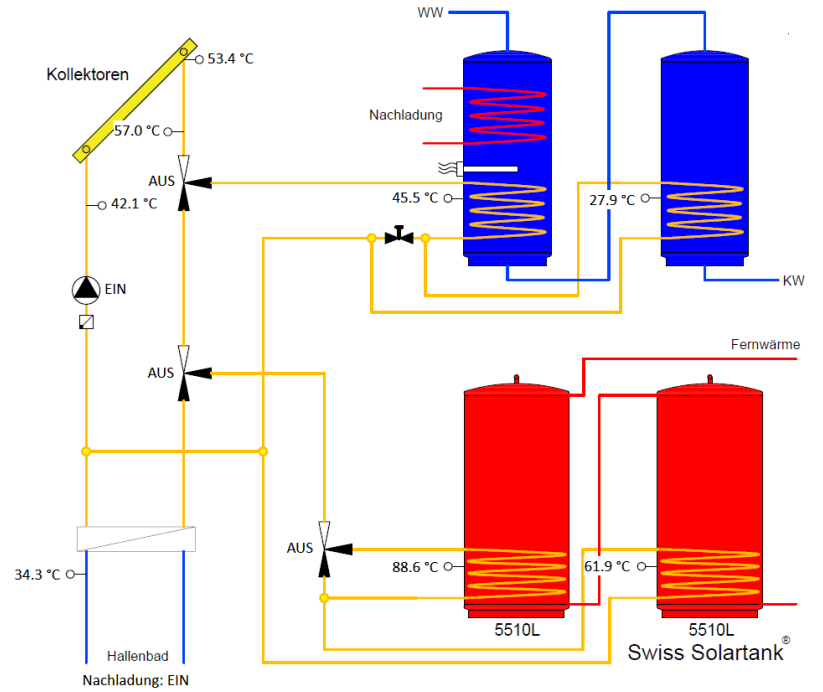 WW
53.4 °C
Kollektoren
Nachladung
57.0 °C
AUS
45.5 °C
27.9 °C
42.1 °C
EIN
KW
Fernwärme
AUS
AUS
88.6 °C
61.9 °C
34.3 °C
5510L
5510L
Swiss Solartank®
Hallenbad
Nachladung: EIN